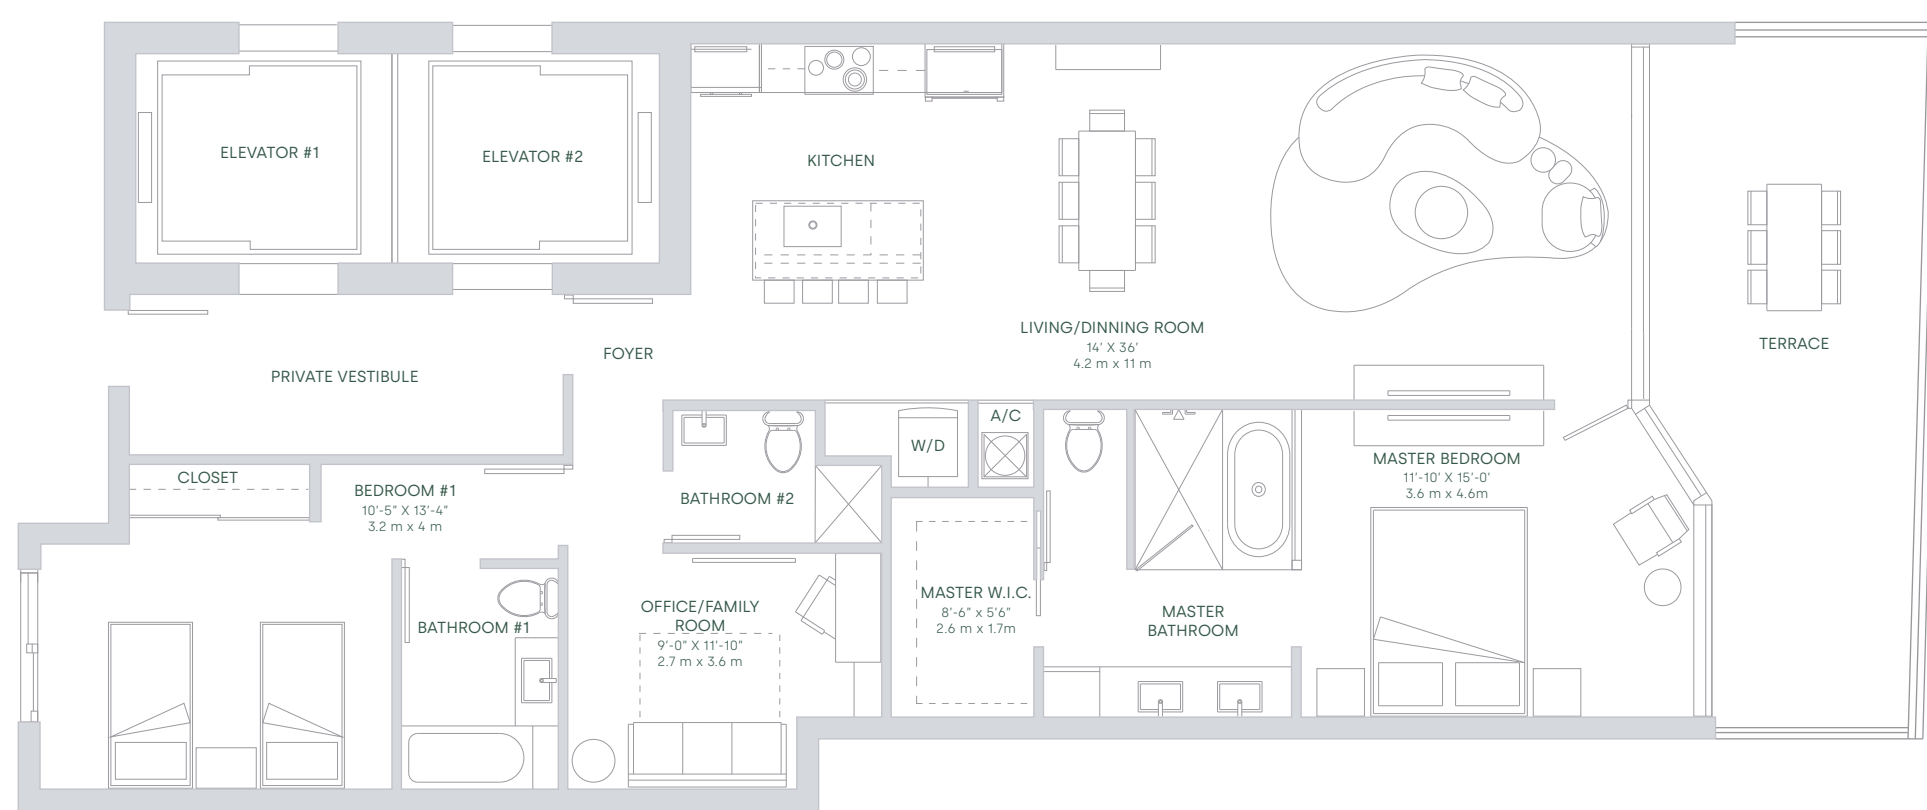 ELEVATOR #1
ELEVATOR #2
KITCHEN
LIVING/DINNING ROOM
14' X 36'
4.2 m x 11 m
TERRACE
FOYER
PRIVATE VESTIBULE
A/C
W/D
CLOSET
BEDROOM #1
10'-5" X 13'-4"
3.2 m x 4 m
BATHROOM #2
MASTER BEDROOM
11'-10' X 15'-0'
3.6 m x 4.6m
MASTER W.I.C.
8'-6" x 5'6"
2.6 m x 1.7m
OFFICE/FAMILY
ROOM
9'-0" X 11'-10"
2.7 m x 3.6 m
BATHROOM #1
MASTER
BATHROOM